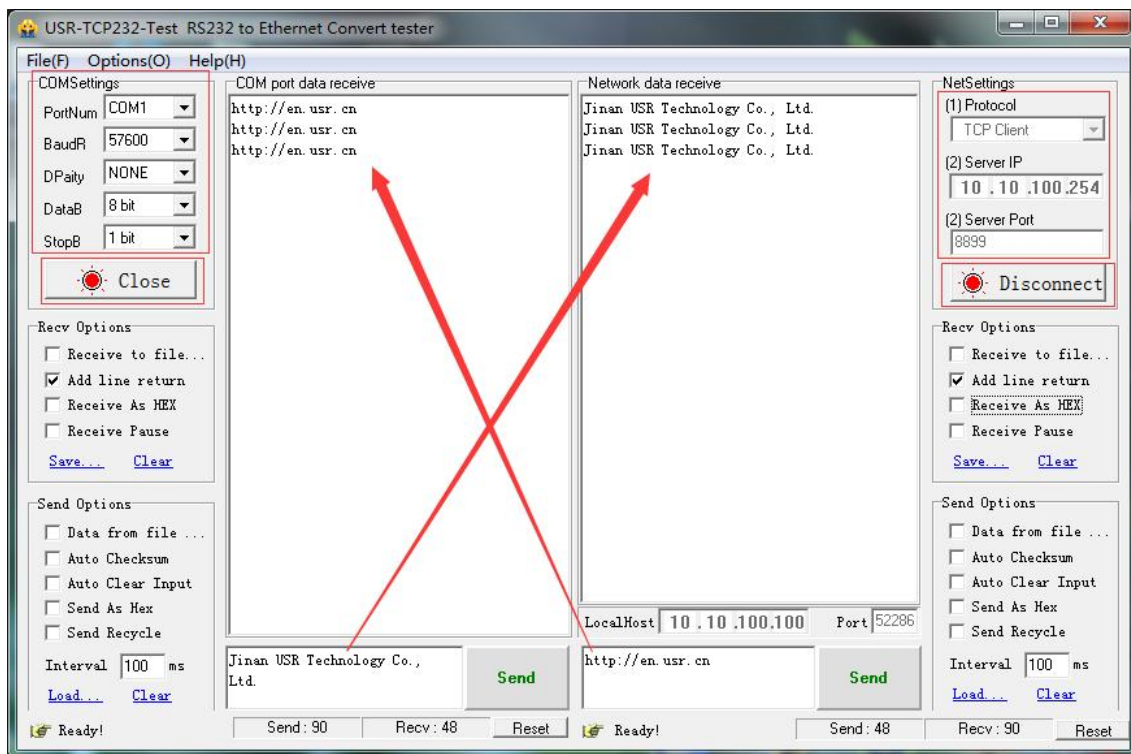 USR-TCP232-Test RS232 to Ethernet Convert tester
File(F) Options(O) Help(H)
COMSettings
PortNum COM1
BaudR 57600
DPaity NONE
DataB 8 bit
StopB 1 bit
Close
Recv Options
Receive to file...
Add line return
Receive As HEX
Receive Pause
Save... Clear
Send Options
Data from file ...
Auto Checksum
Auto Clear Input
Send As Hex
Send Recycle
Interval 100 ms
Load... Clear
Ready!
COM port data receive
http://en.usr.cn
http://en.usr.cn
http://en.usr.cn
Jinan USR Technology Co.,
Ltd.
Send
Send : 90 Recv : 48 Reset
Network data receive
Jinan USR Technology Co., Ltd.
Jinan USR Technology Co., Ltd.
Jinan USR Technology Co., Ltd.
LocalHost 10 . 10 .100.100 Port 52286
http://en.usr.cn
Send
Ready!
Send : 48 Recv : 90 Reset
NetSettings
(1) Protocol
TCP Client
(2) Server IP
10 . 10 .100.254
(2) Server Port
8899
Disconnect
Recv Options
Receive to file...
Add line return
Receive As HEX
Receive Pause
Save... Clear
Send Options
Data from file ...
Auto Checksum
Auto Clear Input
Send As Hex
Send Recycle
Interval 100 ms
Load... Clear